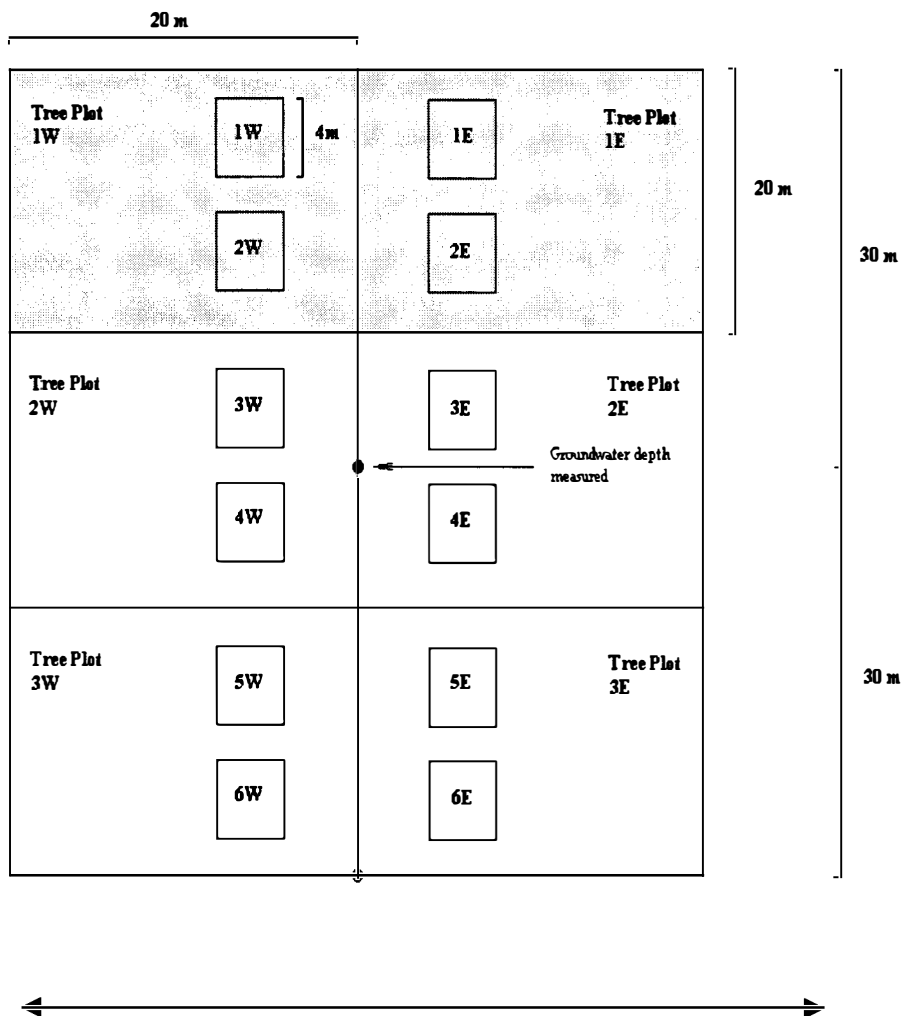 20 m
Tree Plot
1W
1W
4m
1E
Tree Plot
1E
2W
2E
20 m
30 m
Tree Plot
2W
3W
3E
Tree Plot
2E
Groundwater depth
measured
4W
4E
Tree Plot
3W
5W
5E
Tree Plot
3E
30 m
6W
6E